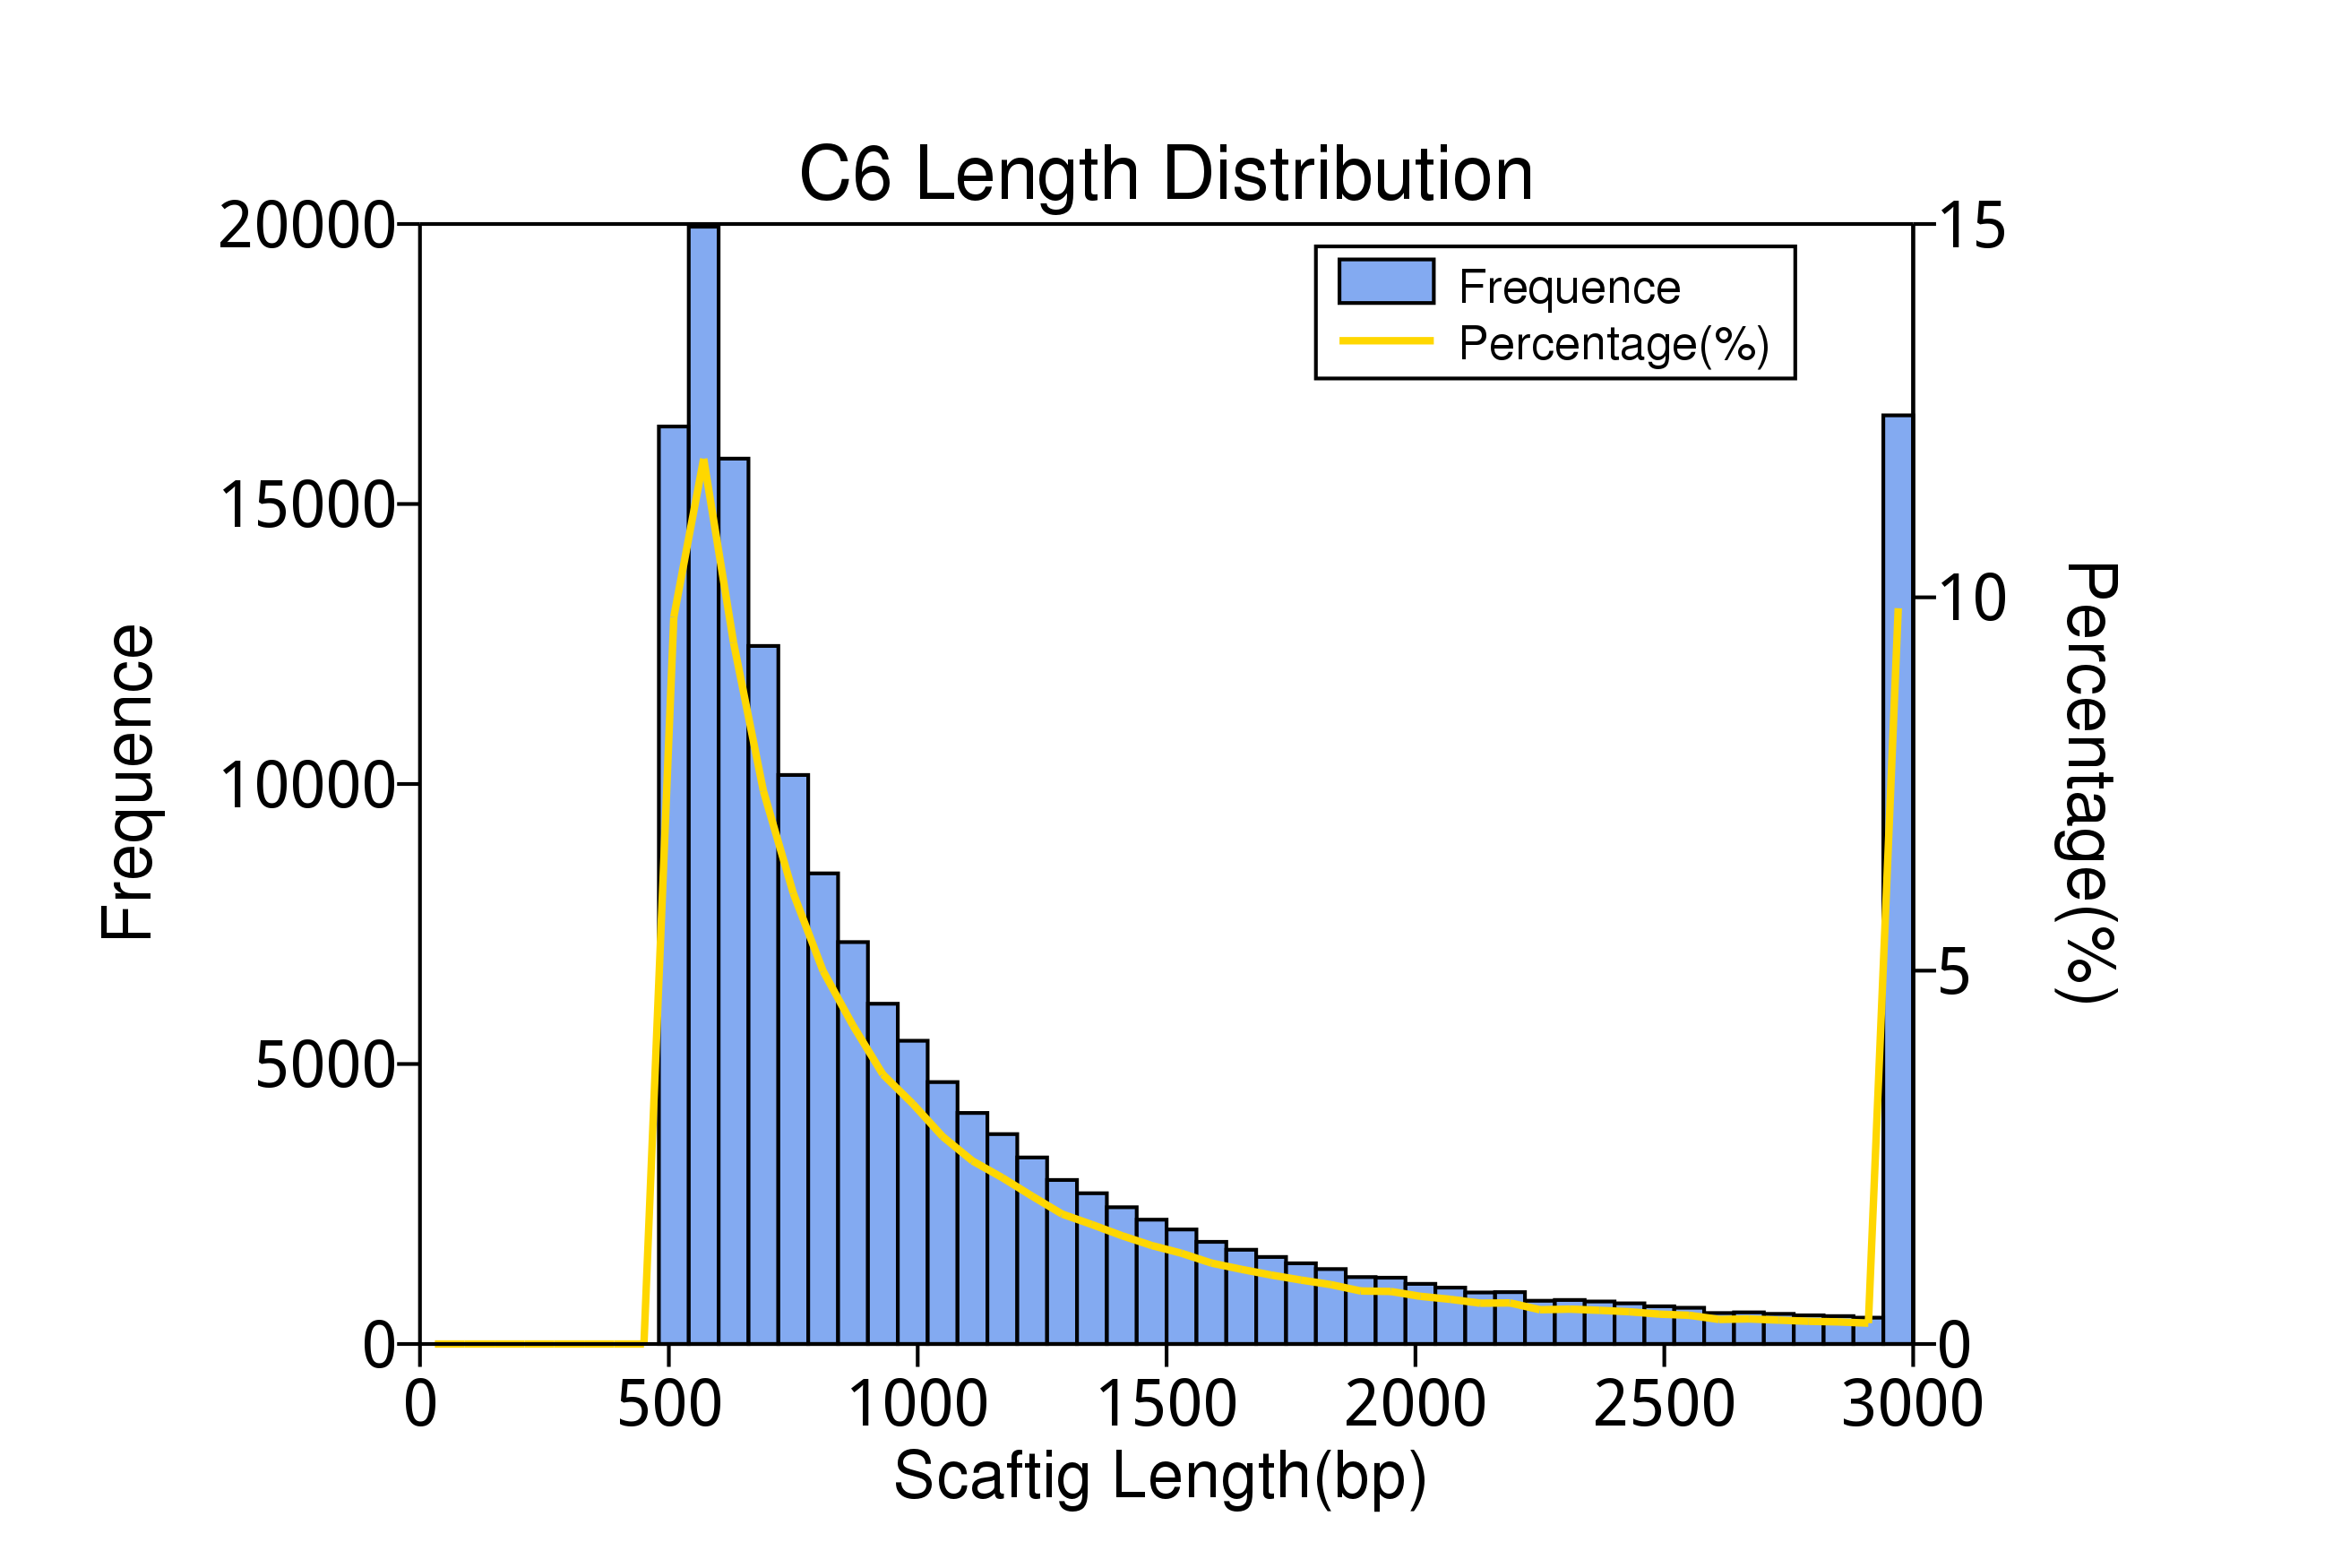 C6 Length Distribution
20000
15000
10000
5000
0
Frequence
15
10
5
0
Percentage(%)
Frequence
Percentage(%)
0 500 1000 1500 2000 2500 3000
Scaftig Length(bp)